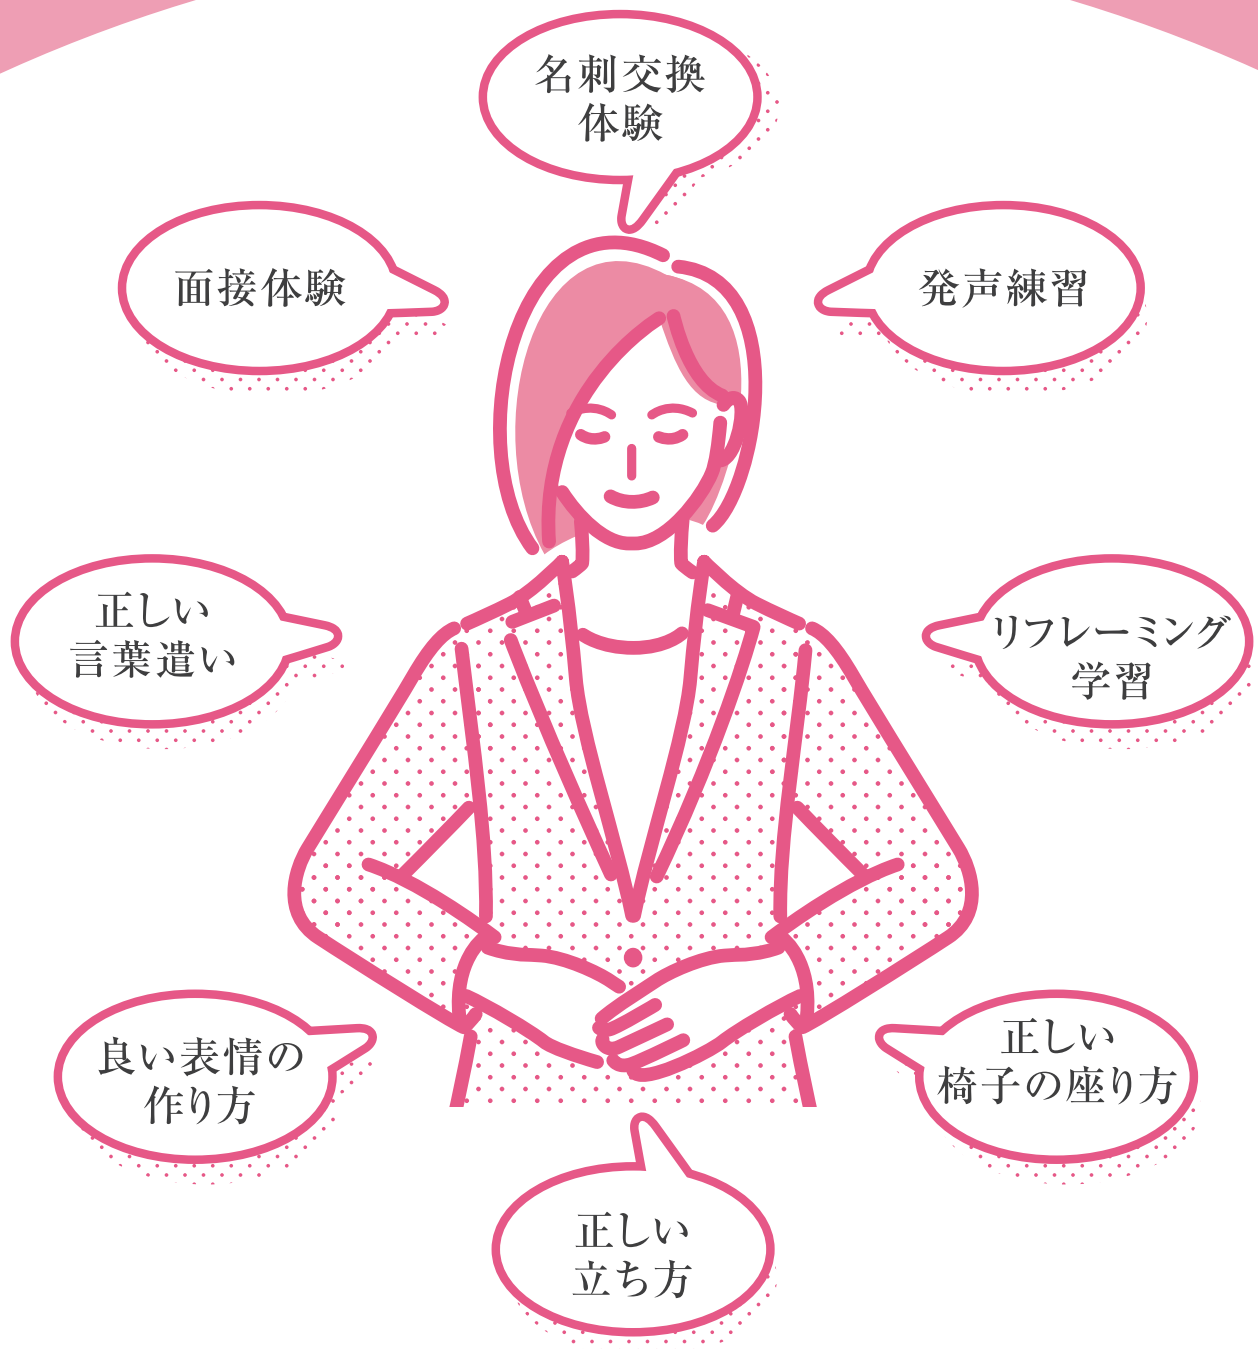 名刺交換
体験
面接体験
発声練習
正しい
言葉遣い
リフレーミング
学習
良い表情の
作り方
正しい
椅子の座り方
正しい
立ち方